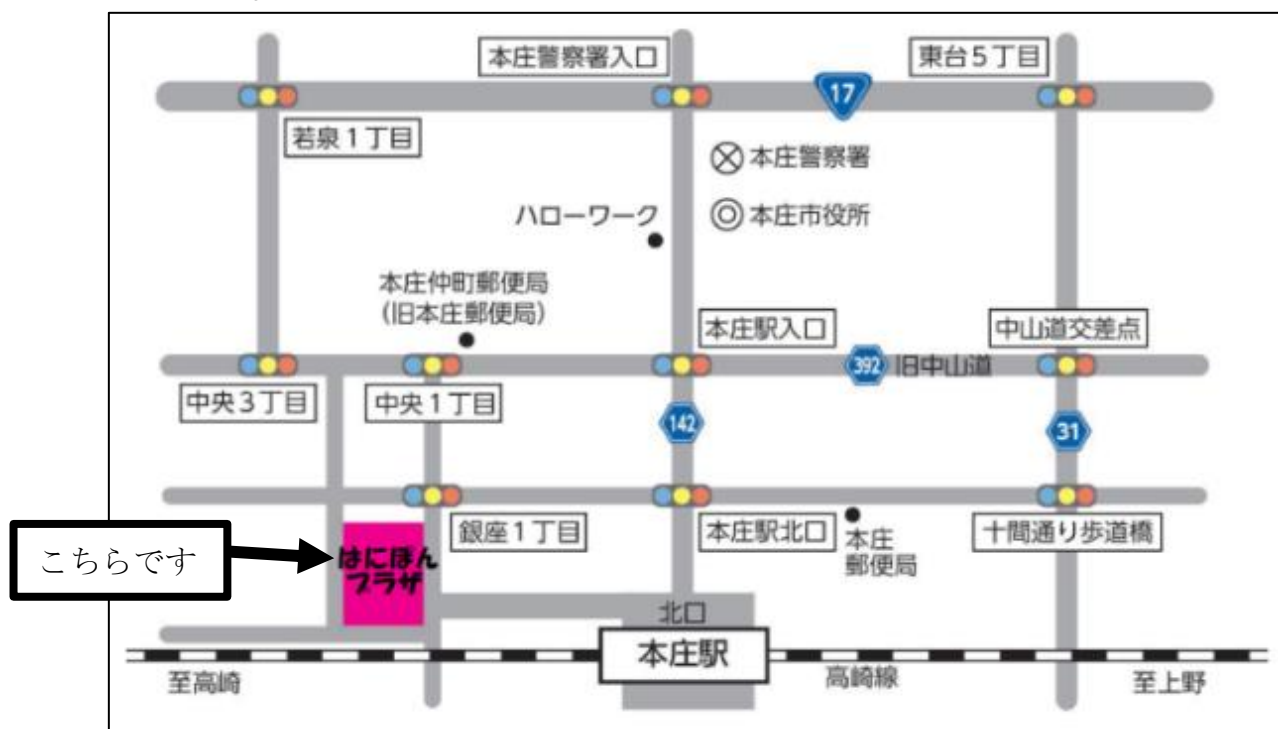 本庄警察署入口
東台5丁目
17
若泉1丁目
本庄警察署
ハローワーク
本庄市役所
本庄仲町郵便局
(旧本庄郵便局)
本庄駅入口
中山道交差点
392
旧中山道
中央3丁目
中央1丁目
142
31
銀座1丁目
本庄駅北口
本庄
郵便局
十間通り歩道橋
こちらです
はにぽん
プラザ
北口
本庄駅
至高崎
高崎線
至上野